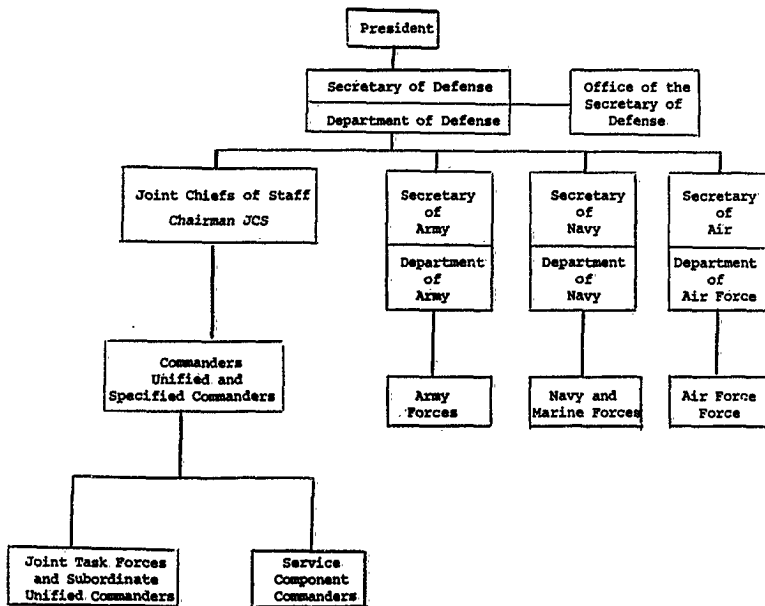 President
Secretary of Defense
Department of Defense
Office of the
Secretary of
Defense
Joint Chiefs of Staff
Chairman JCS
Secretary
of
Army
Department
of
Army
Secretary
of
Navy
Department
of
Navy
Secretary
of
Air
Department
of
Air Force
Commanders
Unified and
Specified Commanders
Army
Forces
Navy and
Marine Forces
Air Force
Force
Joint Task Forces
and Subordinate
Unified Commanders
Service
Component
Commanders